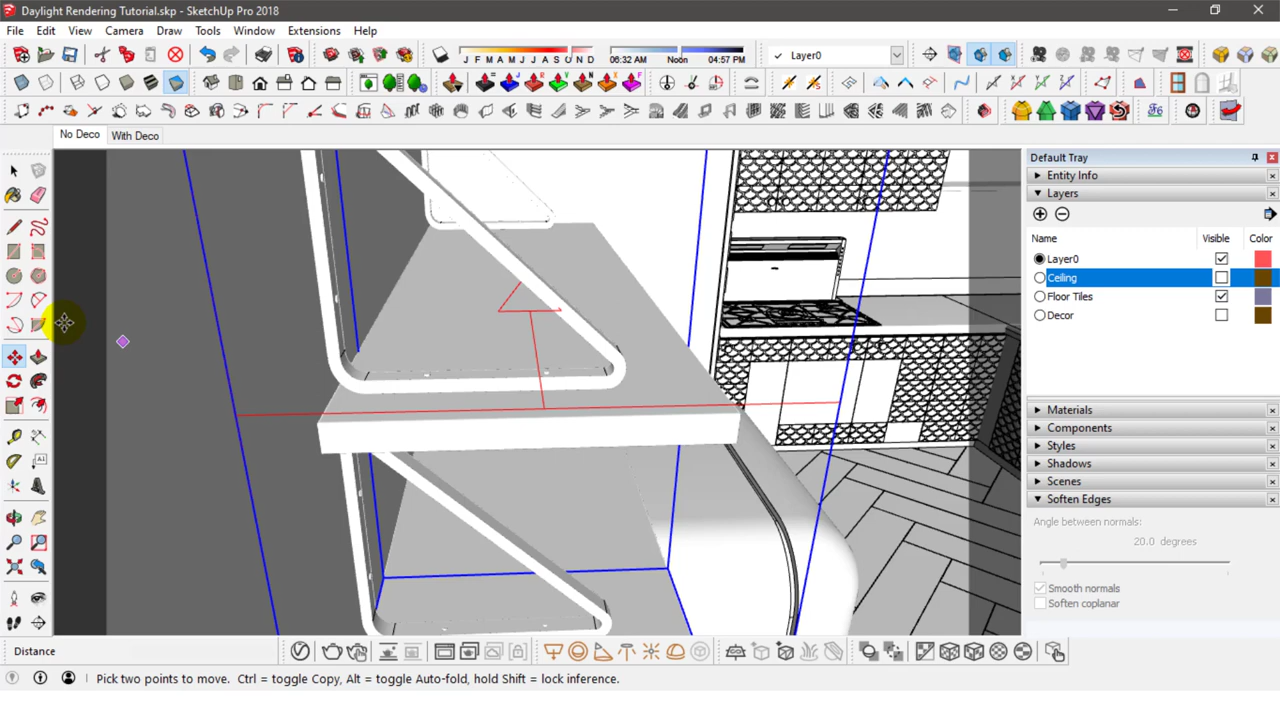 Daylight Rendering Tutorial.skp - SketchUp Pro 2018
File Edit View Camera Draw Tools Window Extensions Help
J F M A M J J A S O N D
06:32 AM Noon 04:57 PM
Layer0
No Deco
With Deco
Default Tray
Entity Info
Layers
Name Visible Color
Layer0
Ceiling
Floor Tiles
Decor
Materials
Components
Styles
Shadows
Scenes
Soften Edges
Angle between normals:
20.0 degrees
Smooth normals
Soften coplanar
Distance
Pick two points to move. Ctrl = toggle Copy, Alt = toggle Auto-fold, hold Shift = lock inference.